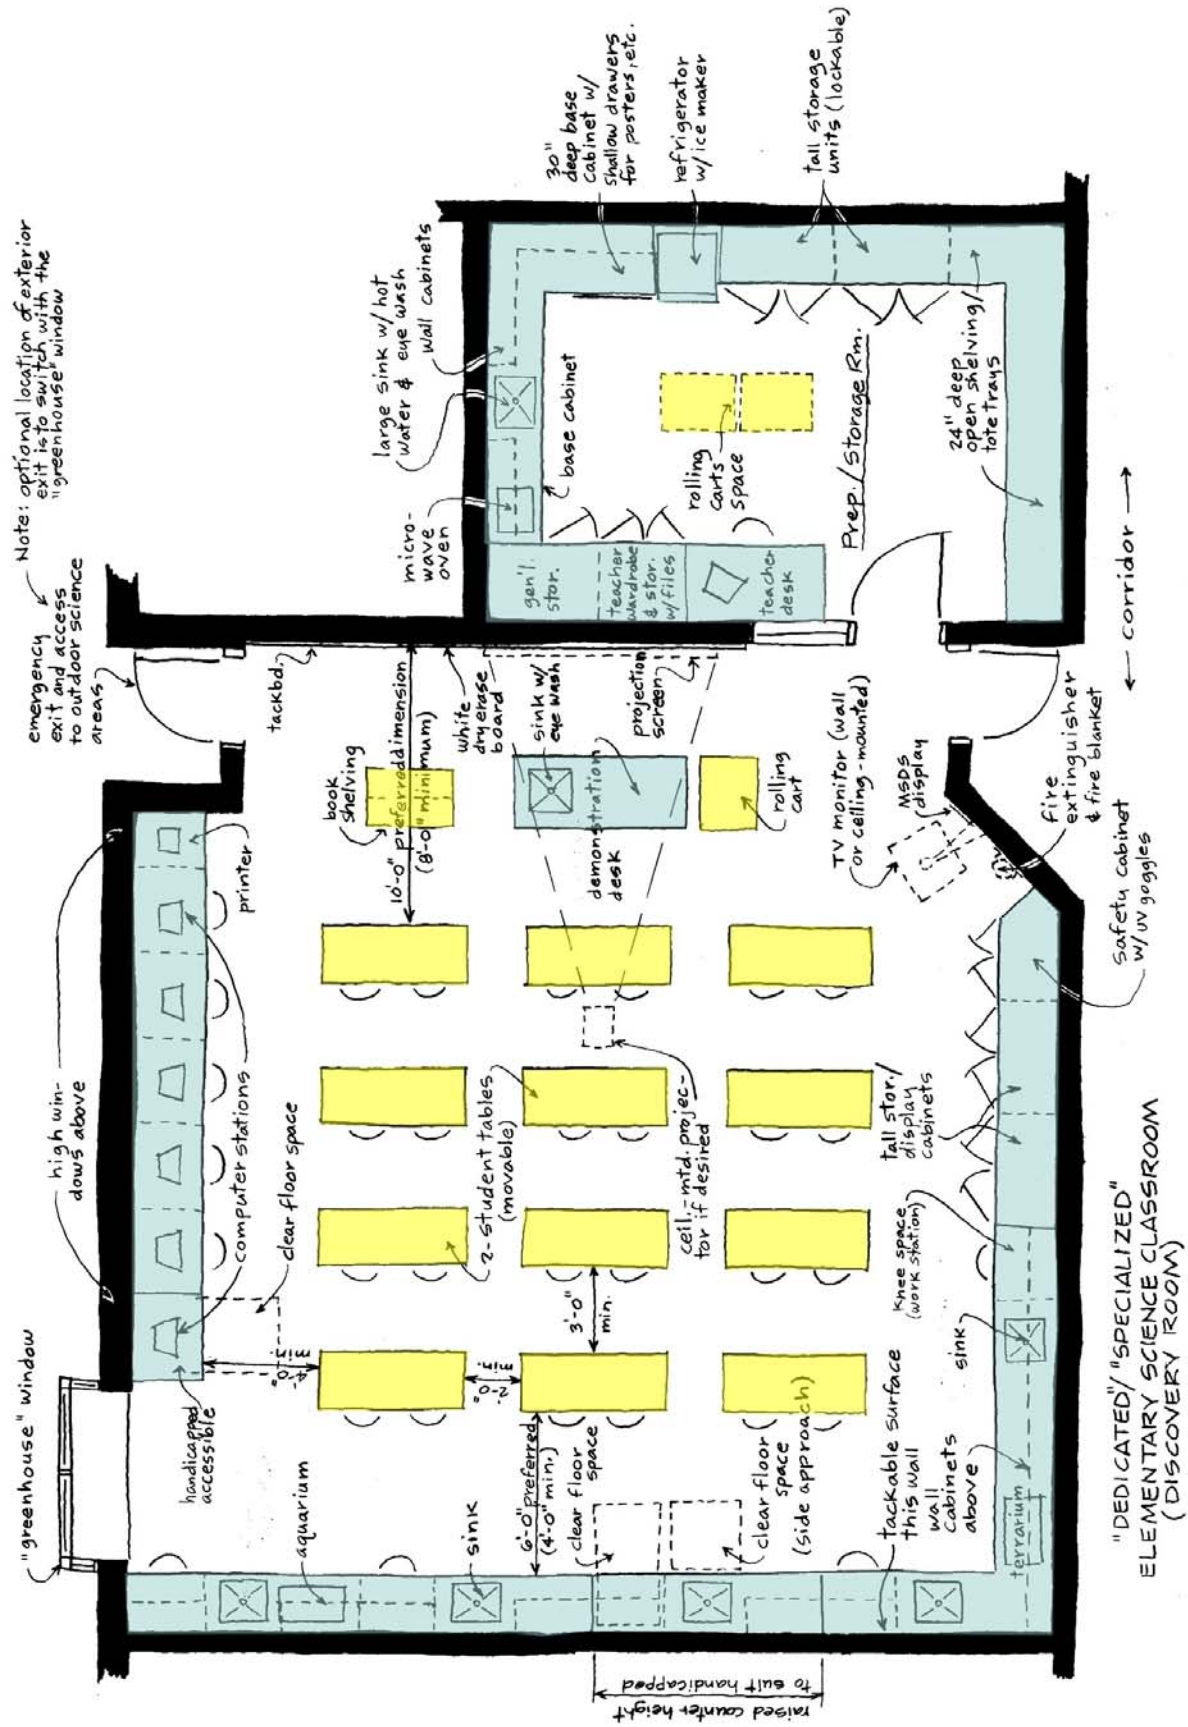 Note: optional location of exterior
exit is to switch with the
"greenhouse" window
emergency
exit and access
to outdoor science
areas
large sink w/hot
water & eye wash
wall cabinets
30"
deep base
cabinet w/
shallow drawers
for posters, etc.
refrigerator
w/ice maker
tall storage
units (lockable)
micro-
wave
oven
base cabinet
gen'l.
stor.
teacher
wardrobe
& stor.
w/files
teacher
desk
rolling
carts
space
Prep./Storage Rm.
24" deep
open shelving/
tote trays
← corridor →
tackbd.
10'-0" preferred dimension
(8'-0" minimum)
white
dry erase
board
sink w/
eye wash
projection
screen
book
shelving
demonstration
desk
rolling
cart
TV monitor (wall
or ceiling-mounted)
MSDS
display
fire
extinguisher
& fire blanket
safety cabinet
w/uv goggles
high win-
dows above
printer
computer stations
clear floor space
2-student tables
(movable)
ceil.-mtd. projec-
tor if desired
tall stor./
display
cabinets
knee space
(work station)
sink
"greenhouse" window
handicapped
accessible
4'-0"
min.
2'-0"
min.
3'-0"
min.
6'-0" preferred
(4'-0" min.)
aquarium
sink
clear floor
space
clear floor
space
(side approach)
tackable surface
this wall
wall
cabinets
above
terrarium
raised counter height
to suit handicapped
"DEDICATED"/"SPECIALIZED"
ELEMENTARY SCIENCE CLASSROOM
(DISCOVERY ROOM)